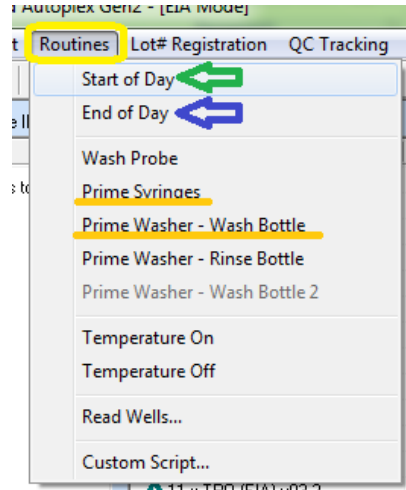 Autoplex Gen2 - [EIA Mode]
Routines Lot# Registration QC Tracking
Start of Day
End of Day
Wash Probe
Prime Syringes
Prime Washer - Wash Bottle
Prime Washer - Rinse Bottle
Prime Washer - Wash Bottle 2
Temperature On
Temperature Off
Read Wells...
Custom Script...